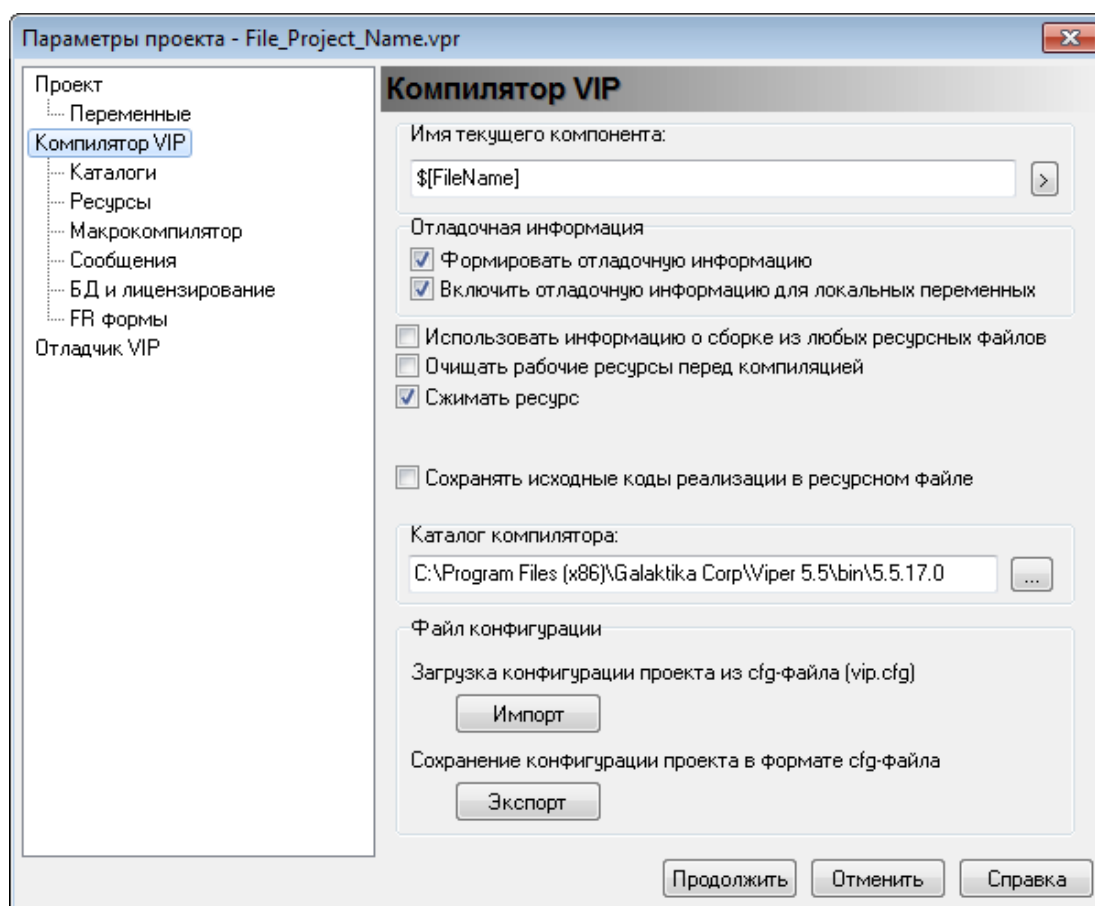 Параметры проекта - File_Project_Name.vpr
Проект
Переменные
Компилятор VIP
Каталоги
Ресурсы
Макрокомпилятор
Сообщения
БД и лицензирование
FR формы
Отладчик VIP
Компилятор VIP
Имя текущего компонента:
$[FileName]
>
Отладочная информация
Формировать отладочную информацию
Включить отладочную информацию для локальных переменных
Использовать информацию о сборке из любых ресурсных файлов
Очищать рабочие ресурсы перед компиляцией
Сжимать ресурс
Сохранять исходные коды реализации в ресурсном файле
Каталог компилятора:
C:\Program Files (x86)\Galaktika Corp\Viper 5.5\bin\5.5.17.0
...
Файл конфигурации
Загрузка конфигурации проекта из cfg-файла (vip.cfg)
Импорт
Сохранение конфигурации проекта в формате cfg-файла
Экспорт
Продолжить
Отменить
Справка